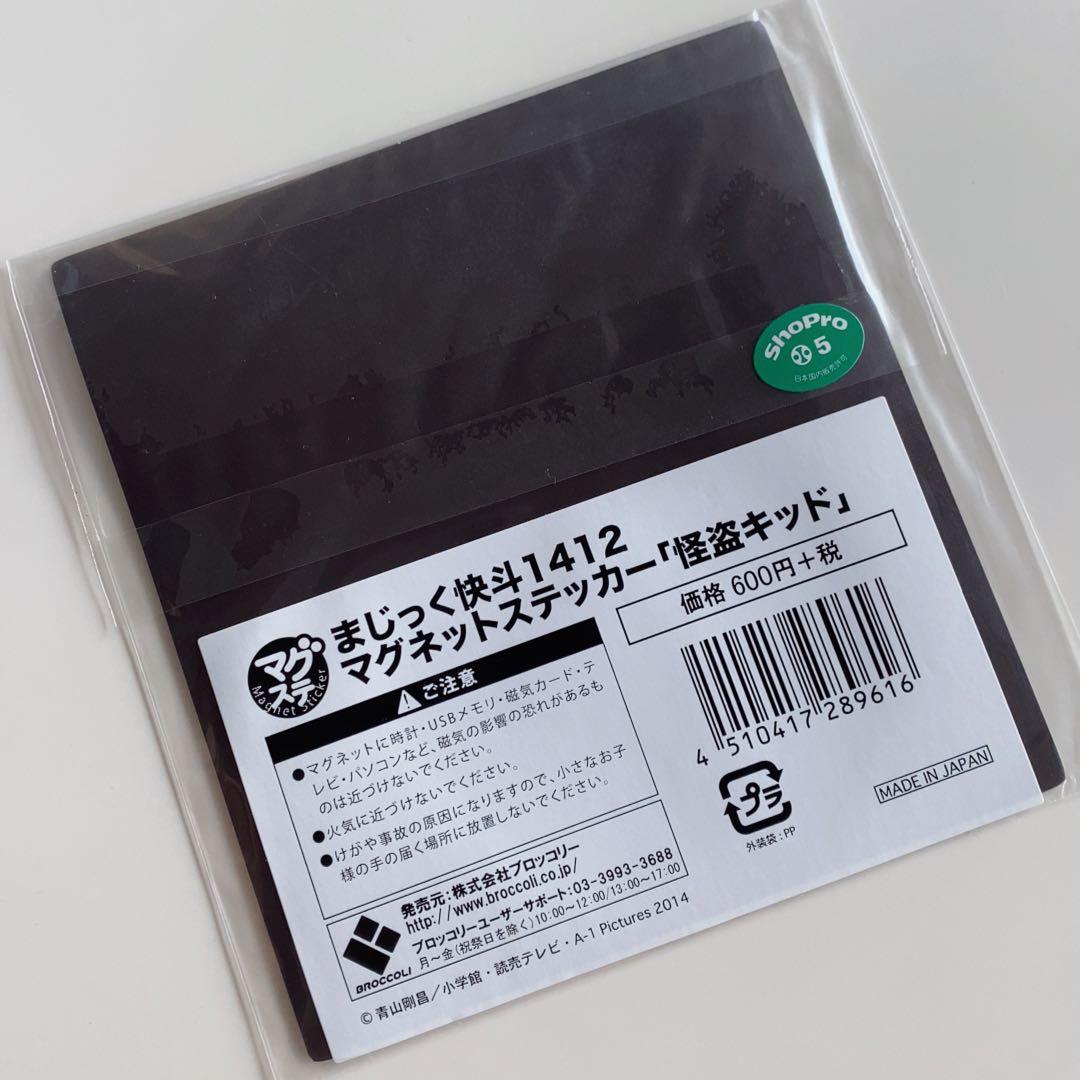 ShoPro
5
日本国内販売許可
マグ
ステ
Magnet Sticker
まじっく快斗1412
マグネットステッカー「怪盗キッド」
価格 600円+税
ご注意
●マグネットに時計・USBメモリ・磁気カード・テ
レビ・パソコンなど、磁気の影響の恐れがあるも
のは近づけないでください。
●火気に近づけないでください。
●けがや事故の原因になりますので、小さなお子
様の手の届く場所に放置しないでください。
4 510417 289616
プラ
外装袋:PP
MADE IN JAPAN
BROCCOLI
発売元:株式会社ブロッコリー
http://www.broccoli.co.jp/
ブロッコリーユーザーサポート:03-3993-3688
月~金(祝祭日を除く)10:00~12:00/13:00~17:00
© 青山剛昌/小学館・読売テレビ・A-1 Pictures 2014